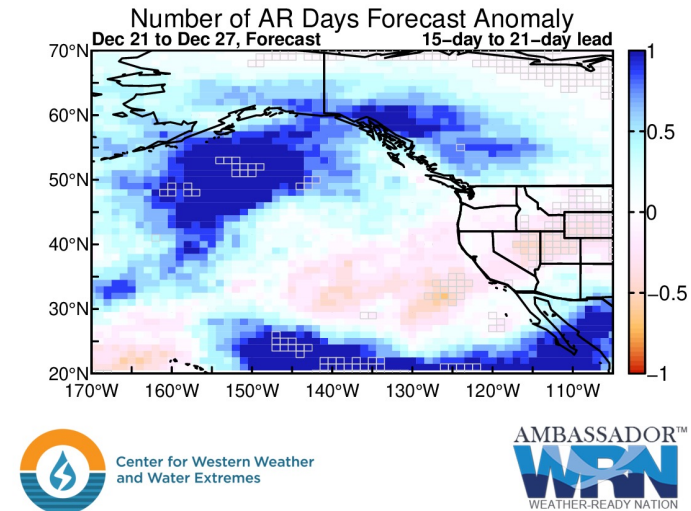 Number of AR Days Forecast Anomaly
Dec 21 to Dec 27, Forecast 15−day to 21−day lead
70°N
60°N
50°N
40°N
30°N
20°N
170°W 160°W 150°W 140°W 130°W 120°W 110°W
1
0.5
0
−0.5
−1
Center for Western Weather
and Water Extremes
AMBASSADOR™
WRN
WEATHER-READY NATION